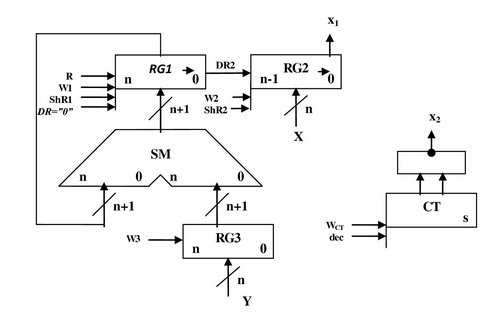 x1
R
W1
ShR1
DR="0"
RG1
n
0
DR2
RG2
n-1
0
W2
ShR2
n+1
n
X
SM
n
0
n
0
n+1
n+1
W3
RG3
n
0
n
Y
x2
CT
s
WCT
dec